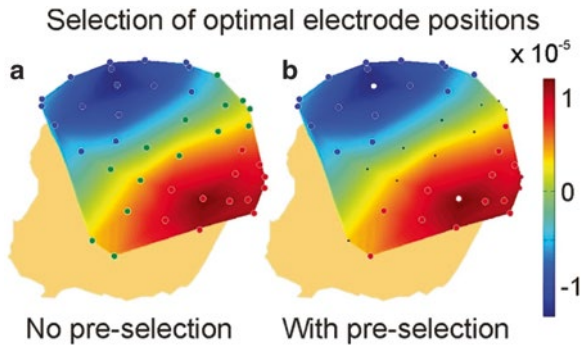 Selection of optimal electrode positions
a
b
x 10-5
1
0
-1
No pre-selection
With pre-selection